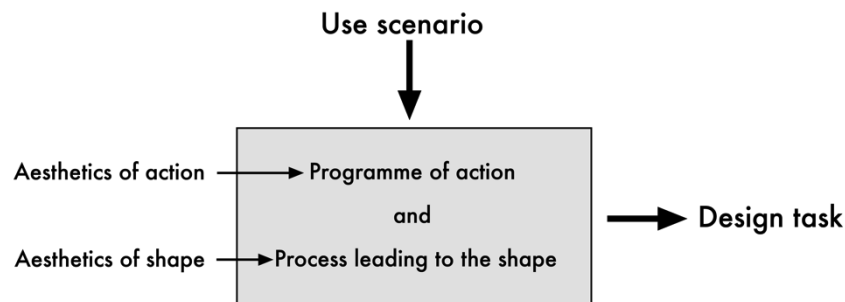 Use scenario
Aesthetics of action
Programme of action
and
Design task
Aesthetics of shape
Process leading to the shape